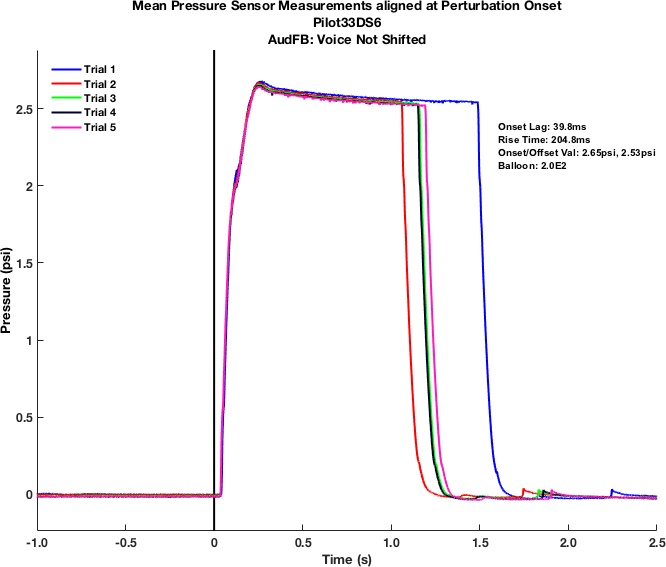 Mean Pressure Sensor Measurements aligned at Perturbation Onset
Pilot33DS6
AudFB: Voice Not Shifted
Trial 1
Trial 2
Trial 3
Trial 4
Trial 5
Onset Lag: 39.8ms
Rise Time: 204.8ms
Onset/Offset Val: 2.65psi, 2.53psi
Balloon: 2.0E2
Pressure (psi)
2.5
2
1.5
1
0.5
0
-1.0
-0.5
0
0.5
1.0
1.5
2.0
2.5
Time (s)